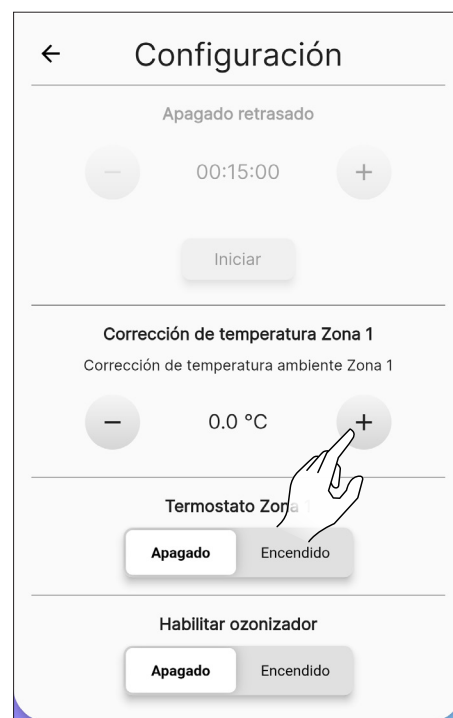 Configuración
Apagado retrasado
00:15:00
Iniciar
Corrección de temperatura Zona 1
Corrección de temperatura ambiente Zona 1
0.0 °C
Termostato Zona 1
Apagado Encendido
Habilitar ozonizador
Apagado Encendido